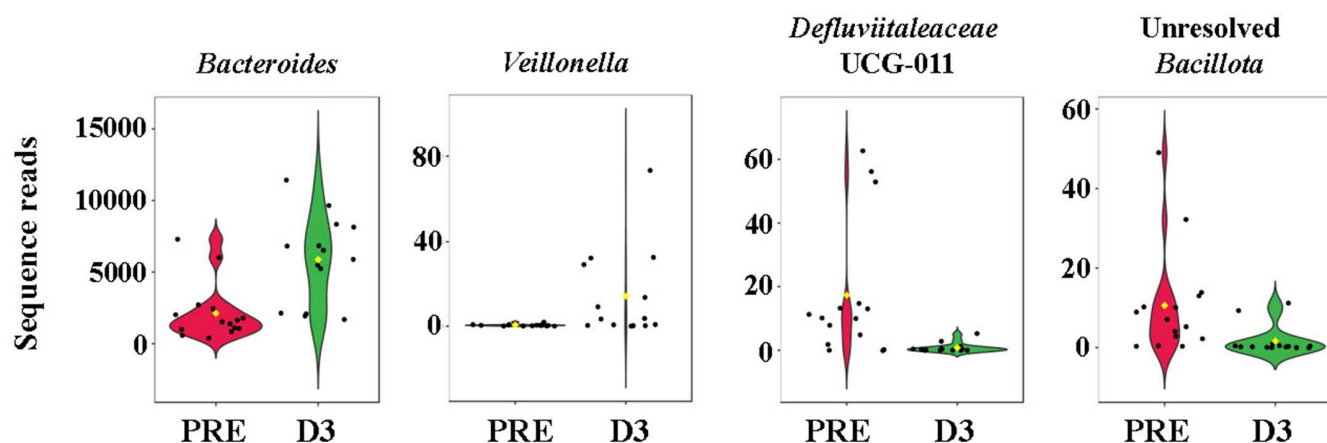 Bacteroides
Veillonella
Defluviitaleaceae
UCG-011
Unresolved
Bacillota
Sequence reads
15000
10000
5000
0
PRE D3
80
40
0
PRE D3
60
40
20
0
PRE D3
60
40
20
0
PRE D3